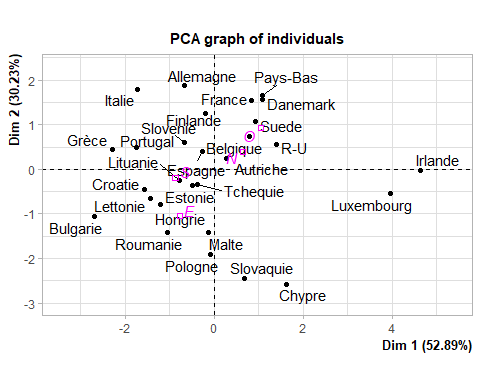 PCA graph of individuals
Allemagne
Pays-Bas
Italie
France
Danemark
Finlande
Suede
Slovenie
O
Grèce
Portugal
R-U
Belgique
N
Lituanie
Espagne
Autriche
Irlande
S
Croatie
Tchequie
Estonie
Lettonie
Luxembourg
E
Hongrie
Bulgarie
Roumanie
Malte
Pologne
Slovaquie
Chypre
2
1
0
-1
-2
-3
-2
0
2
4
Dim 1 (52.89%)
Dim 2 (30.23%)